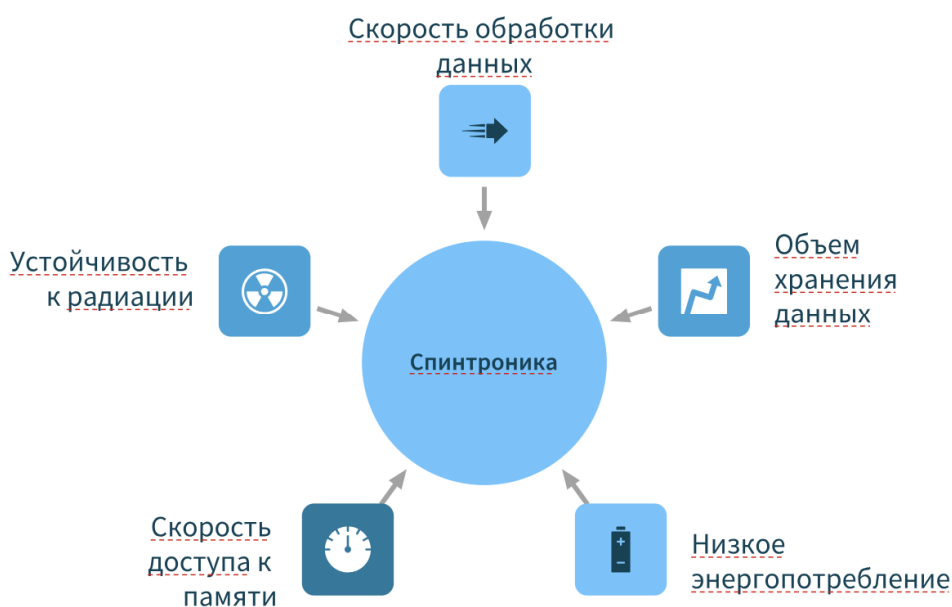 Скорость обработки
данных
Устойчивость
к радиации
Объем
хранения
данных
Спинтроника
Скорость
доступа к
памяти
Низкое
энергопотребление